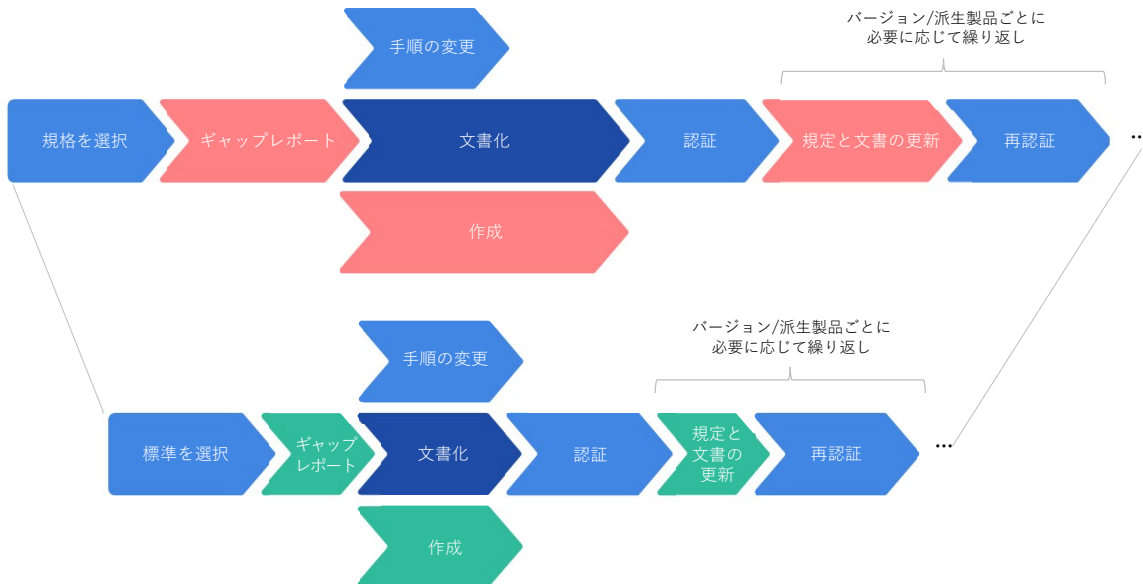 バージョン/派生製品ごとに
必要に応じて繰り返し
手順の変更
規格を選択
ギャップレポート
文書化
認証
規定と文書の更新
再認証
...
作成
バージョン/派生製品ごとに
必要に応じて繰り返し
手順の変更
標準を選択
ギャップ
レポート
文書化
認証
規定と
文書の
更新
再認証
...
作成